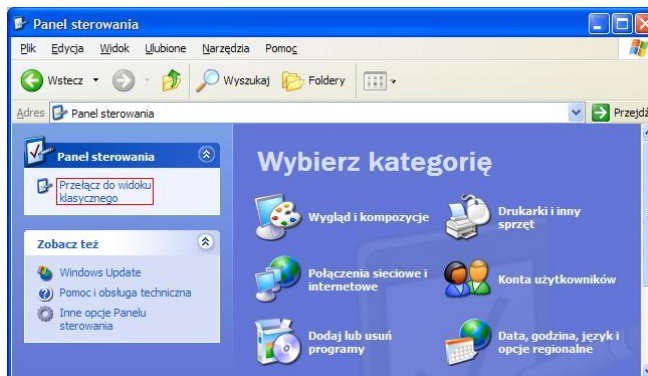 Panel sterowania
Plik Edycja Widok Ulubione Narzędzia Pomoc
Wstecz Wyszukaj Foldery
Adres Panel sterowania Przejdź
Panel sterowania
Przełącz do widoku
klasycznego
Zobacz też
Windows Update
Pomoc i obsługa techniczna
Inne opcje Panelu
sterowania
Wybierz kategorię
Wygląd i kompozycje
Drukarki i inny
sprzęt
Połączenia sieciowe i
internetowe
Konta użytkowników
Dodaj lub usuń
programy
Data, godzina, język i
opcje regionalne